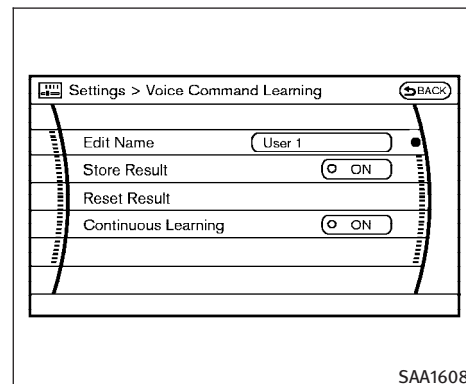 Settings > Voice Command Learning BACK
Edit Name User 1
Store Result ON
Reset Result
Continuous Learning ON
SAA1608